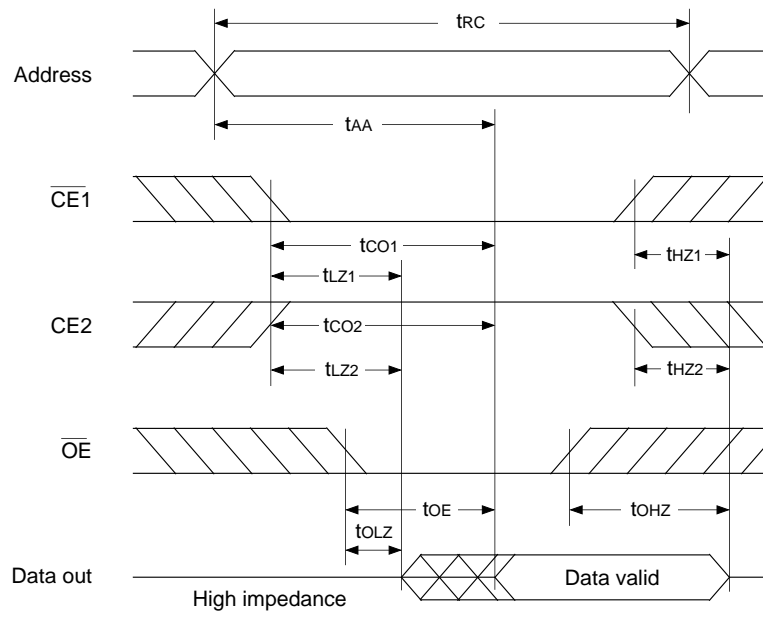 tRC
Address
tAA
CE1
tCO1
tHZ1
tLZ1
CE2
tCO2
tLZ2
tHZ2
OE
tOE
tOHZ
tOLZ
Data out
Data valid
High impedance